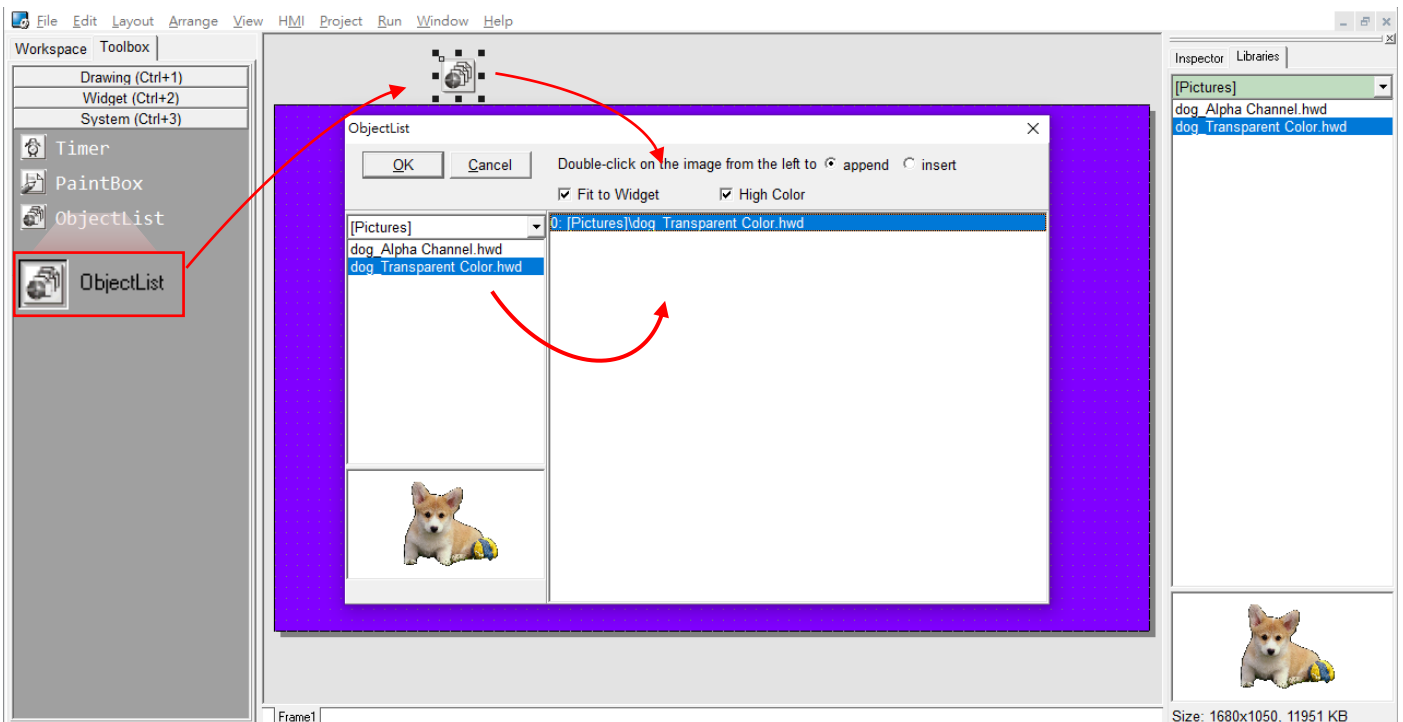 File Edit Layout Arrange View HMI Project Run Window Help
Workspace Toolbox
Drawing (Ctrl+1)
Widget (Ctrl+2)
System (Ctrl+3)
Timer
PaintBox
ObjectList
ObjectList
ObjectList
OK Cancel Double-click on the image from the left to append insert
Fit to Widget High Color
[Pictures]
dog_Alpha Channel.hwd
dog_Transparent Color.hwd
0: [Pictures]\dog_Transparent Color.hwd
Frame1
Inspector Libraries
[Pictures]
dog_Alpha Channel.hwd
dog_Transparent Color.hwd
Size: 1680x1050, 11951 KB